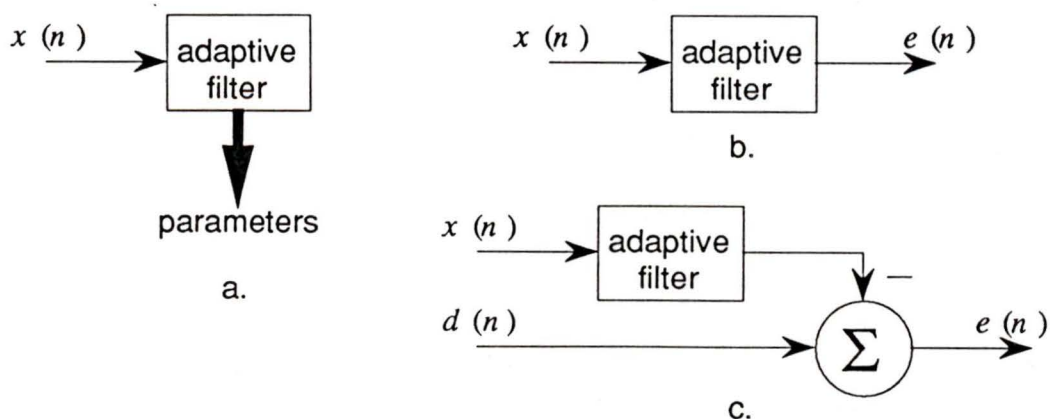 x (n )
adaptive
filter
parameters
a.
x (n )
adaptive
filter
e (n )
b.
x (n )
adaptive
filter
—
d (n )
Σ
e (n )
c.